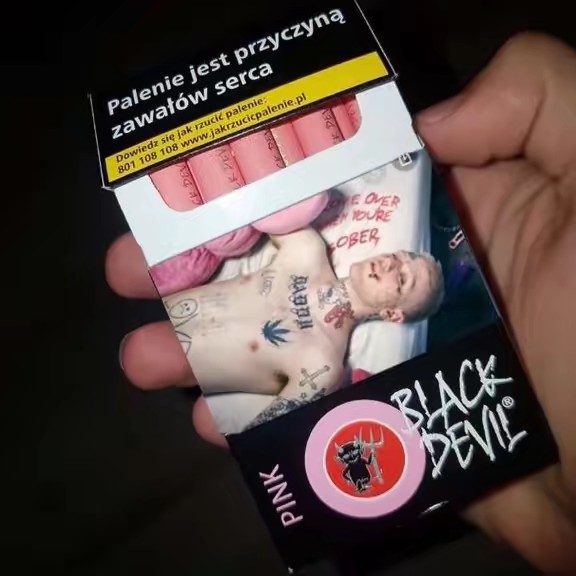 Palenie jest przyczyną
zawałów serca
Dowiedz się jak rzucić palenie:
801 108 108 www.jakrzucicpalenie.pl
COME OVER
WHEN YOU'RE
SOBER
BLACK
DEVIL®
PINK